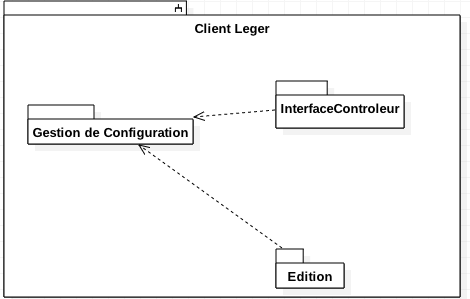 Client Leger
InterfaceControleur
Gestion de Configuration
Edition